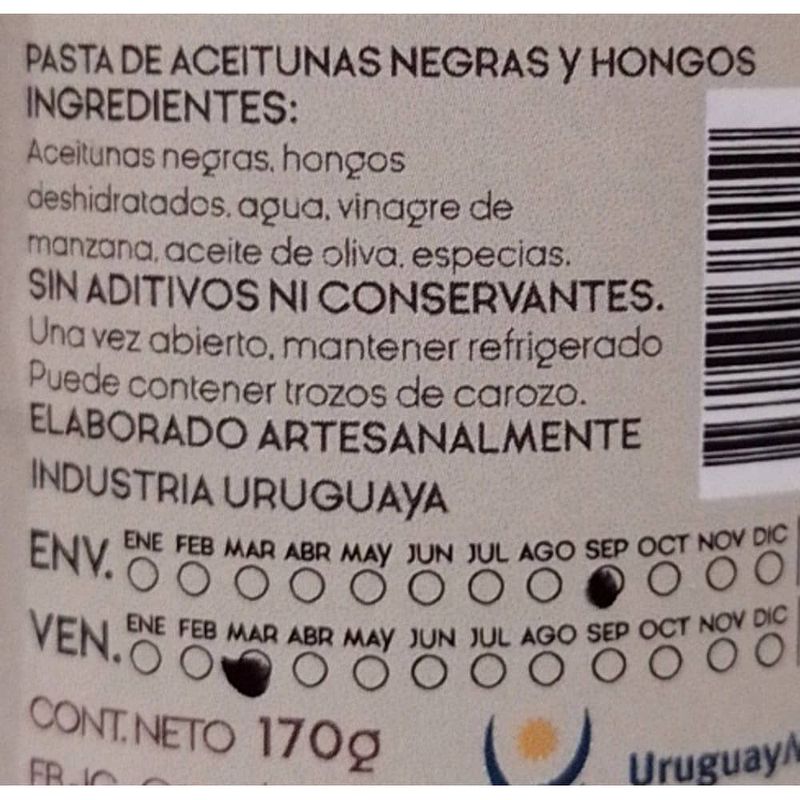 PASTA DE ACEITUNAS NEGRAS Y HONGOS
INGREDIENTES:
Aceitunas negras, hongos
deshidratados, agua, vinagre de
manzana, aceite de oliva, especias.
SIN ADITIVOS NI CONSERVANTES.
Una vez abierto, mantener refrigerado
Puede contener trozos de carozo.
ELABORADO ARTESANALMENTE
INDUSTRIA URUGUAYA
ENV. ENE FEB MAR ABR MAY JUN JUL AGO SEP OCT NOV DIC
VEN. ENE FEB MAR ABR MAY JUN JUL AGO SEP OCT NOV DIC
CONT. NETO 170g
Uruguay